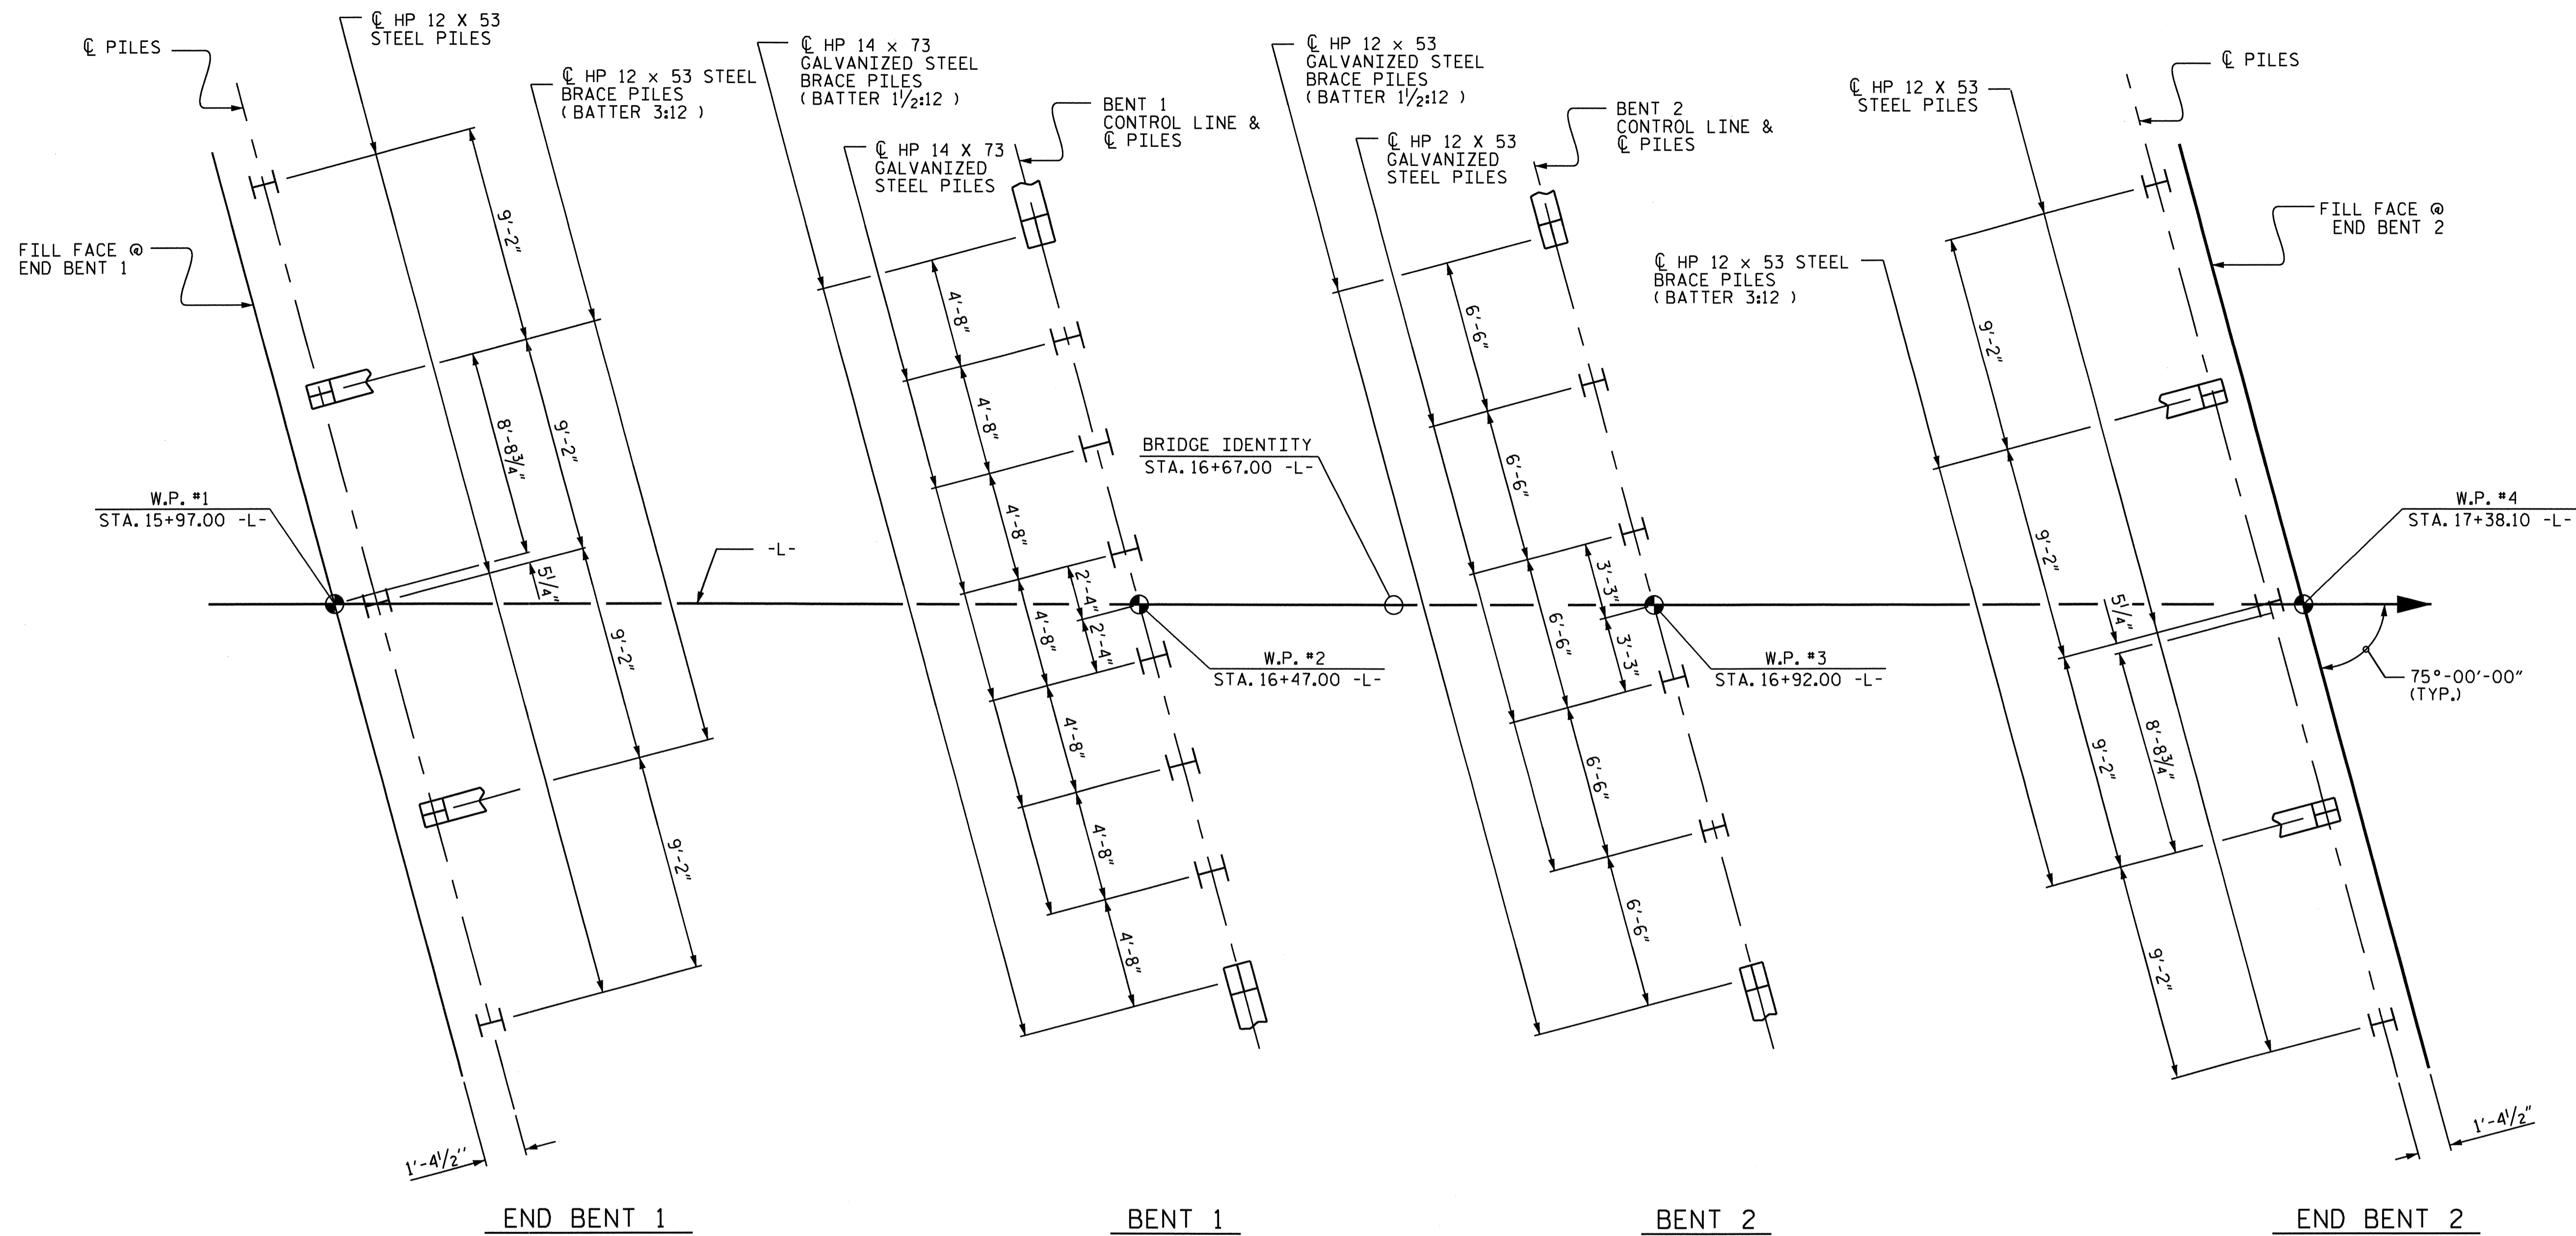 ℄ PILES
℄ HP 12 X 53
STEEL PILES
℄ HP 12 x 53 STEEL
BRACE PILES
( BATTER 3:12 )
FILL FACE @
END BENT 1
W.P. #1
STA. 15+97.00 -L-
9'-2"
9'-2"
8'-8¾"
5¼"
9'-2"
9'-2"
1'-4½"
-L-
END BENT 1
℄ HP 14 x 73
GALVANIZED STEEL
BRACE PILES
( BATTER 1½:12 )
℄ HP 14 X 73
GALVANIZED
STEEL PILES
BENT 1
CONTROL LINE &
℄ PILES
4'-8"
4'-8"
4'-8"
4'-8"
2'-4"
2'-4"
4'-8"
4'-8"
4'-8"
W.P. #2
STA. 16+47.00 -L-
BENT 1
BRIDGE IDENTITY
STA. 16+67.00 -L-
℄ HP 12 x 53
GALVANIZED STEEL
BRACE PILES
( BATTER 1½:12 )
℄ HP 12 X 53
GALVANIZED
STEEL PILES
BENT 2
CONTROL LINE &
℄ PILES
6'-6"
6'-6"
3'-3"
6'-6"
3'-3"
6'-6"
6'-6"
W.P. #3
STA. 16+92.00 -L-
BENT 2
℄ HP 12 X 53
STEEL PILES
℄ PILES
℄ HP 12 x 53 STEEL
BRACE PILES
( BATTER 3:12 )
FILL FACE @
END BENT 2
9'-2"
9'-2"
5¼"
9'-2"
8'-8¾"
9'-2"
W.P. #4
STA. 17+38.10 -L-
75°-00'-00"
(TYP.)
1'-4½"
END BENT 2